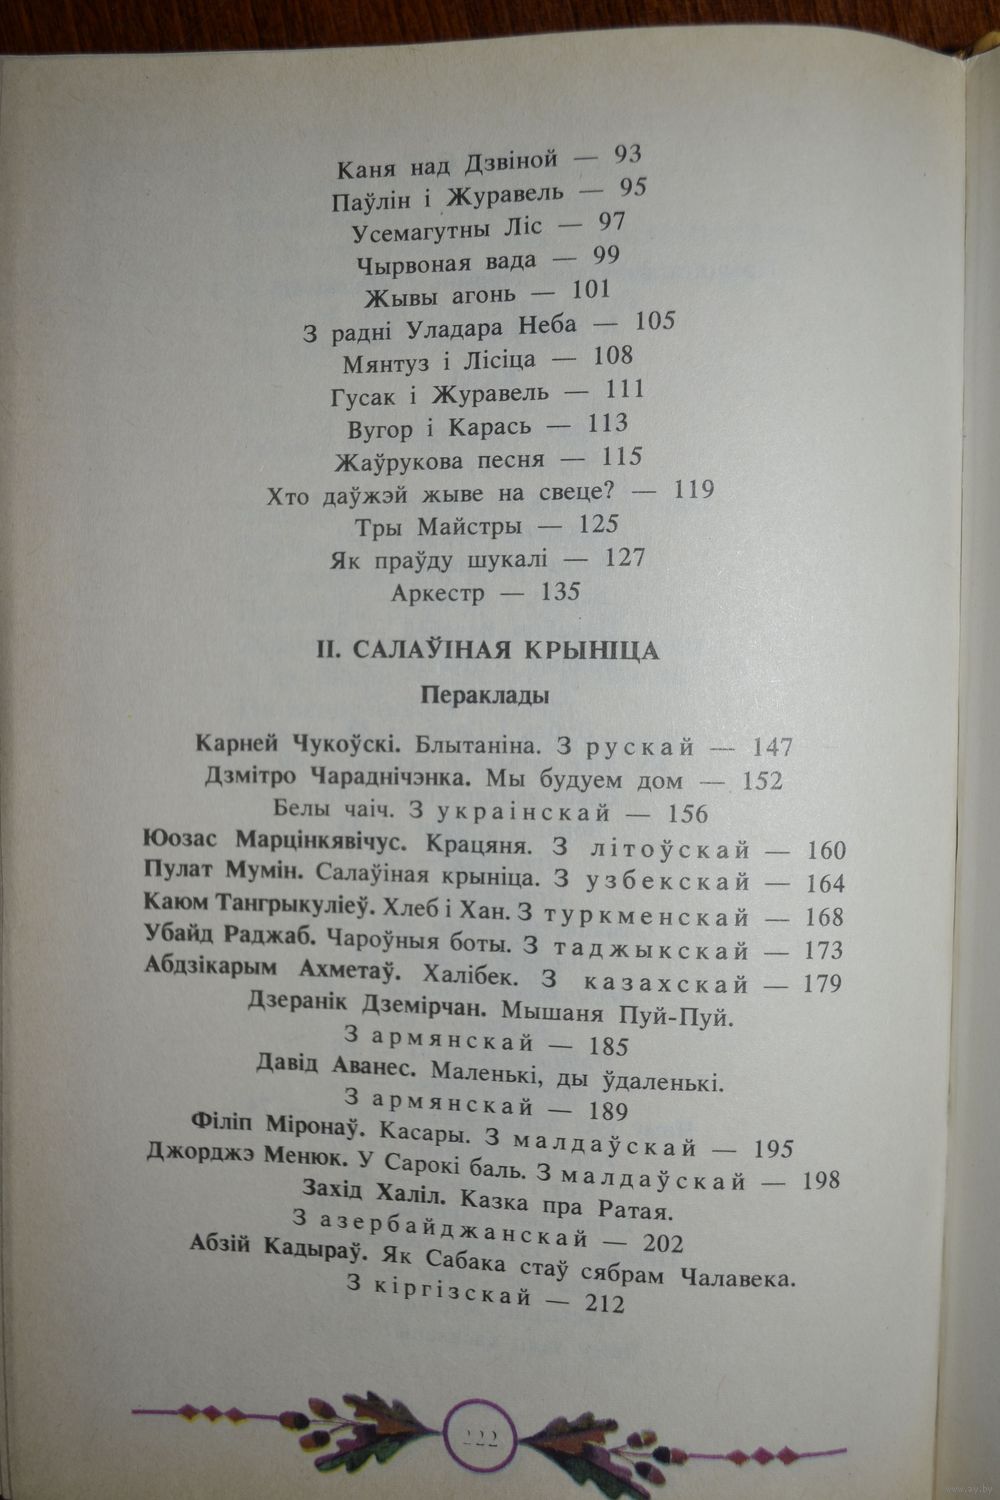 Каня над Дзвіной — 93
Паўлін і Журавель — 95
Усемагутны Ліс — 97
Чырвоная вада — 99
Жывы агонь — 101
З радні Уладара Неба — 105
Мянтуз і Лісіца — 108
Гусак і Журавель — 111
Вугор і Карась — 113
Жаўрукова песня — 115
Хто даўжэй жыве на свеце? — 119
Тры Майстры — 125
Як праўду шукалі — 127
Аркестр — 135
II. САЛАЎІНАЯ КРЫНІЦА
Пераклады
Карней Чукоўскі. Блытаніна. З рускай — 147
Дзмітро Чараднічэнка. Мы будуем дом — 152
Белы чаіч. З украінскай — 156
Юозас Марцінкявічус. Крацяня. З літоўскай — 160
Пулат Мумін. Салаўіная крыніца. З узбекскай — 164
Каюм Тангрыкуліеў. Хлеб і Хан. З туркменскай — 168
Убайд Раджаб. Чароўныя боты. З таджыкскай — 173
Абдзікарым Ахметаў. Халібек. З казахскай — 179
Дзеранік Дземірчан. Мышаня Пуй-Пуй.
З армянскай — 185
Давід Аванес. Маленькі, ды ўдаленькі.
З армянскай — 189
Філіп Міронаў. Касары. З малдаўскай — 195
Джорджэ Менюк. У Сарокі баль. З малдаўскай — 198
Захід Халіл. Казка пра Ратая.
З азербайджанскай — 202
Абзій Кадыраў. Як Сабака стаў сябрам Чалавека.
З кіргізскай — 212
222
www.ay.by